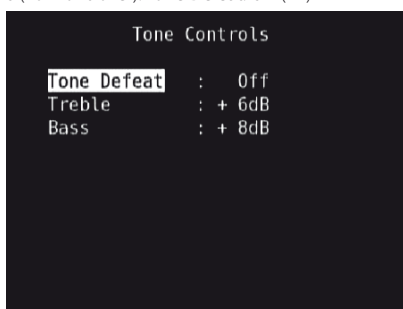 Tone Controls
Tone Defeat : Off
Treble : + 6dB
Bass : + 8dB